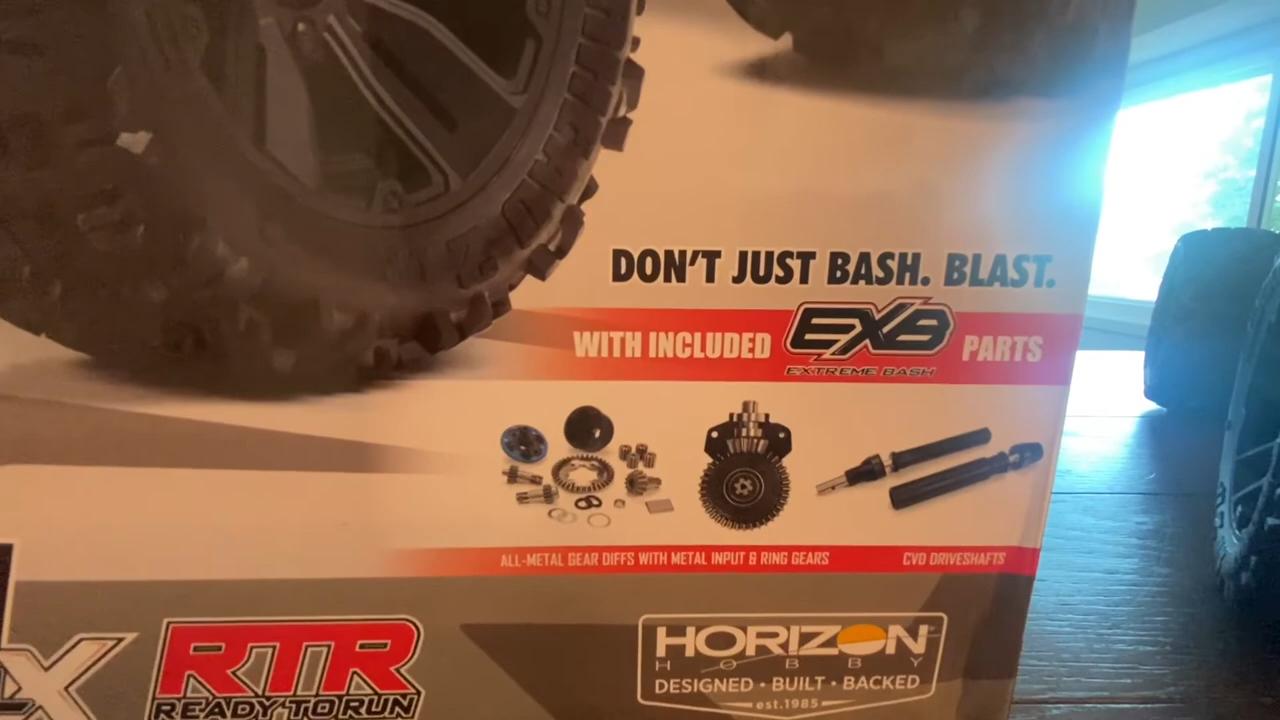 DON'T JUST BASH. BLAST.
WITH INCLUDED EXB PARTS
EXTREME BASH
ALL-METAL GEAR DIFFS WITH METAL INPUT & RING GEARS
CVD DRIVESHAFTS
RTR
READY TO RUN
HORIZON
HOBBY
DESIGNED • BUILT • BACKED
est.1985